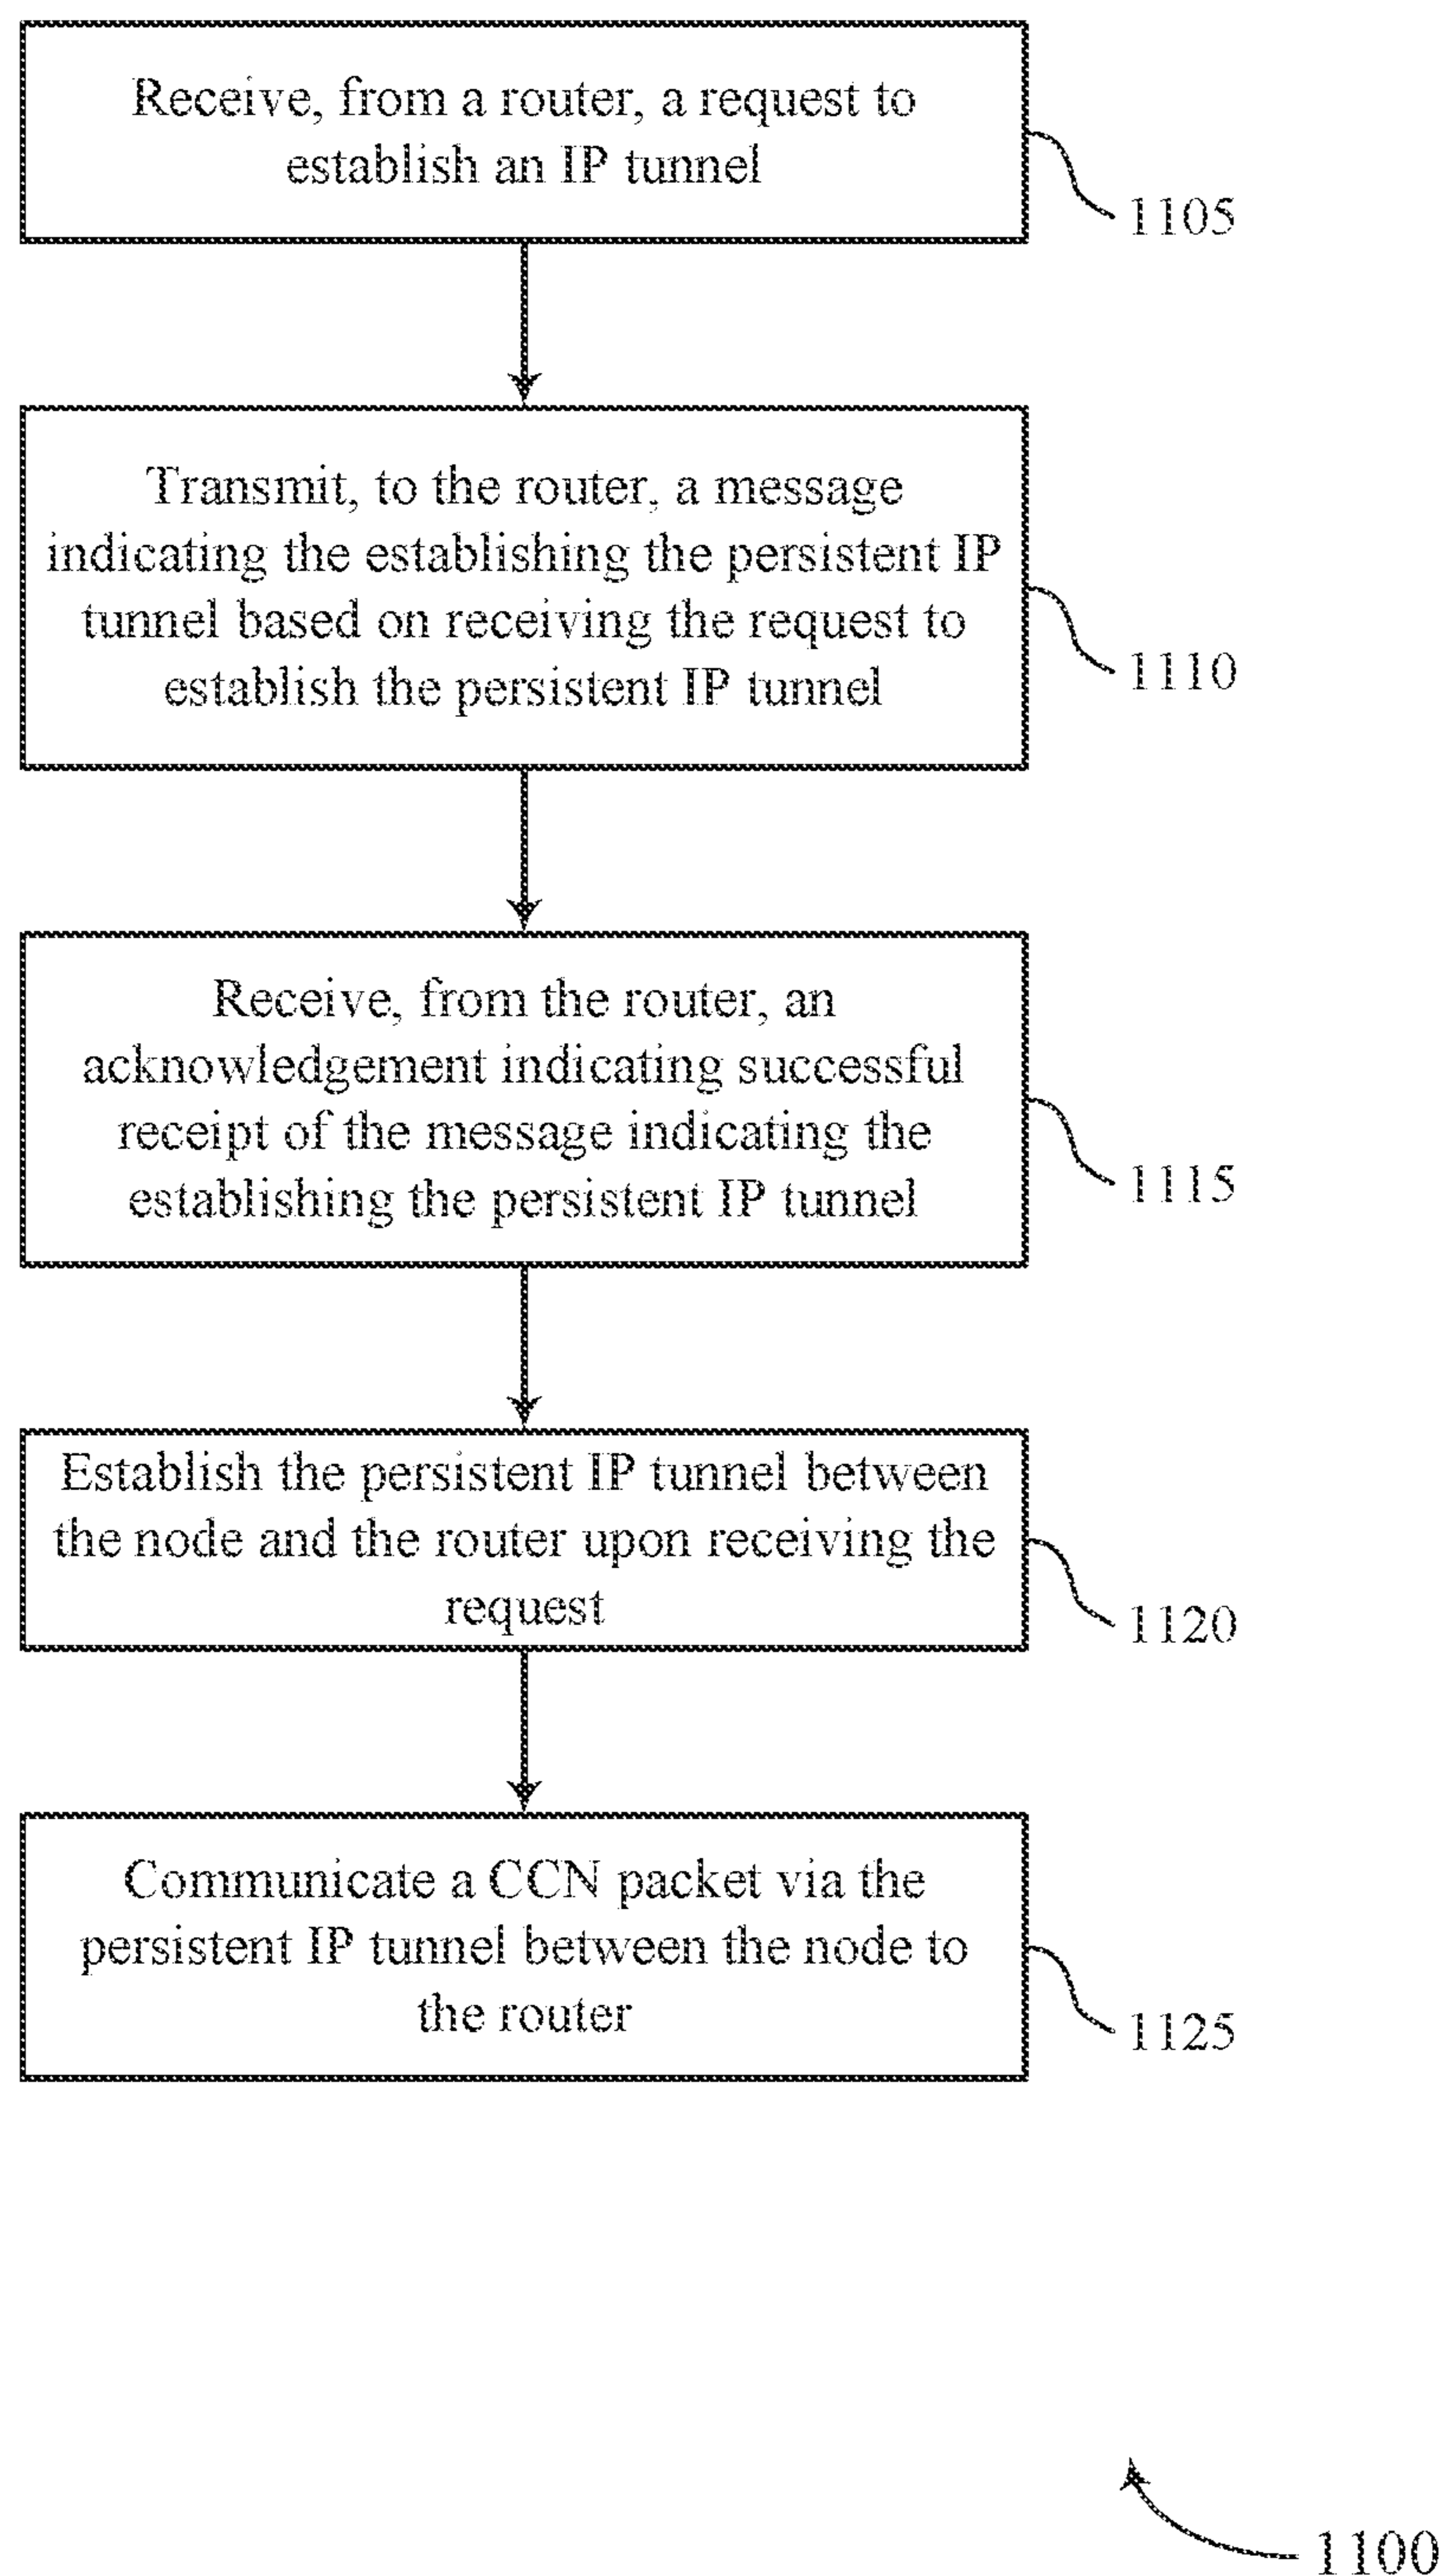 Receive, from a router, a request to
establish an IP tunnel
1105
Transmit, to the router, a message
indicating the establishing the persistent IP
tunnel based on receiving the request to
establish the persistent IP tunnel
1110
Receive, from the router, an
acknowledgement indicating successful
receipt of the message indicating the
establishing the persistent IP tunnel
1115
Establish the persistent IP tunnel between
the node and the router upon receiving the
request
1120
Communicate a CCN packet via the
persistent IP tunnel between the node to
the router
1125
1100